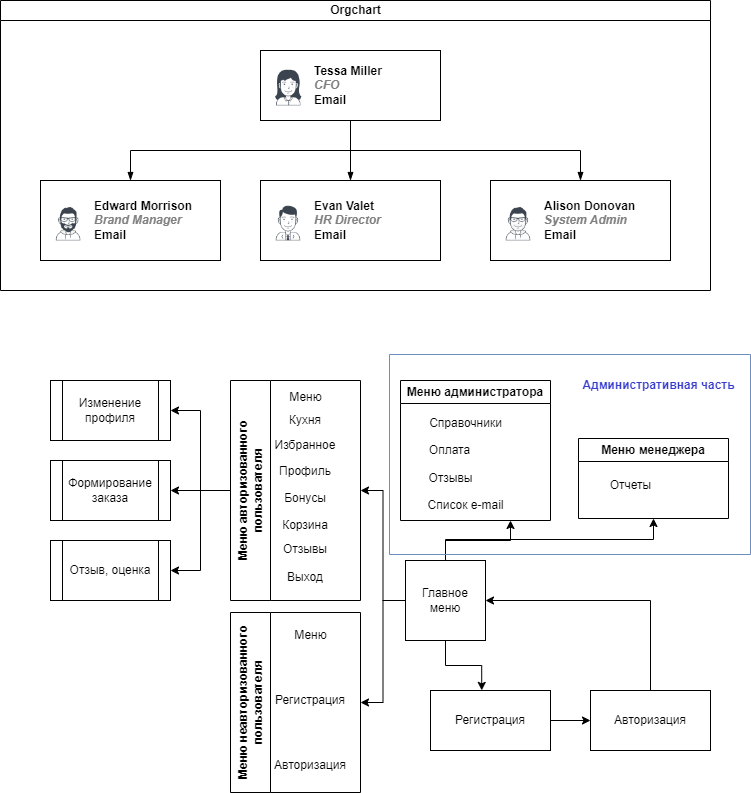 Orgchart
Tessa Miller
CFO
Email
Edward Morrison
Brand Manager
Email
Evan Valet
HR Director
Email
Alison Donovan
System Admin
Email
Изменение
профиля
Формирование
заказа
Отзыв, оценка
Меню авторизованного
пользователя
Меню
Кухня
Избранное
Профиль
Бонусы
Корзина
Отзывы
Выход
Меню неавторизованного
пользователя
Меню
Регистрация
Авторизация
Административная часть
Меню администратора
Справочники
Оплата
Отзывы
Список e-mail
Меню менеджера
Отчеты
Главное
меню
Регистрация
Авторизация